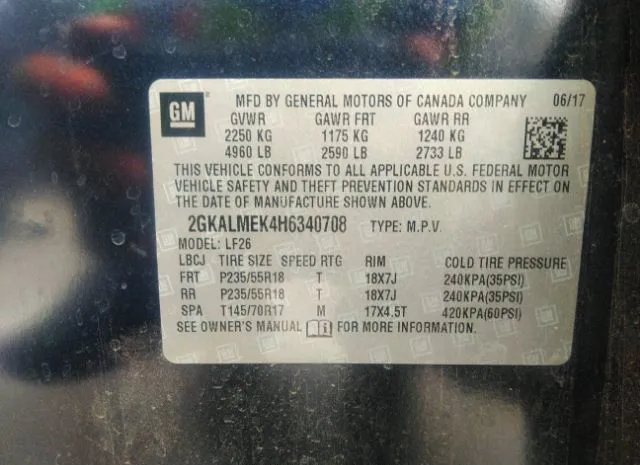 GM
MFD BY GENERAL MOTORS OF CANADA COMPANY 06/17
GVWR GAWR FRT GAWR RR
2250 KG 1175 KG 1240 KG
4960 LB 2590 LB 2733 LB
THIS VEHICLE CONFORMS TO ALL APPLICABLE U.S. FEDERAL MOTOR
VEHICLE SAFETY AND THEFT PREVENTION STANDARDS IN EFFECT ON
THE DATE OF MANUFACTURE SHOWN ABOVE.
2GKALMEK4H6340708 TYPE: M.P.V.
MODEL: LF26
LBCJ TIRE SIZE SPEED RTG RIM COLD TIRE PRESSURE
FRT P235/55R18 T 18X7J 240KPA(35PSI)
RR P235/55R18 T 18X7J 240KPA(35PSI)
SPA T145/70R17 M 17X4.5T 420KPA(60PSI)
SEE OWNER'S MANUAL FOR MORE INFORMATION.